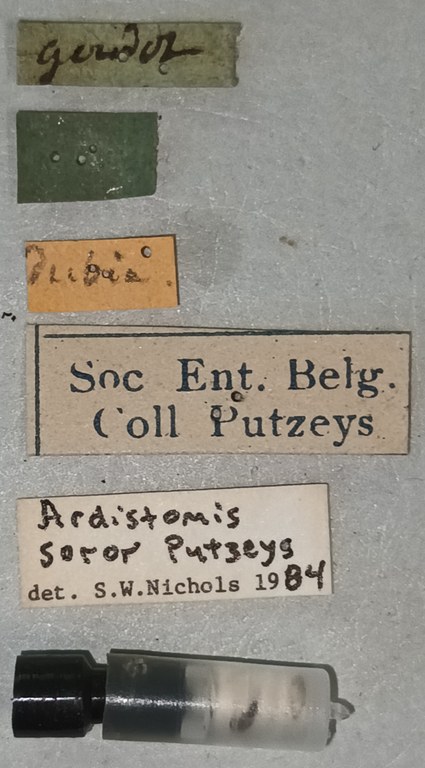 Soc Ent. Belg.
Coll Putzeys
Ardistomis
soror Putzeys
det. S.W.Nichols 1984